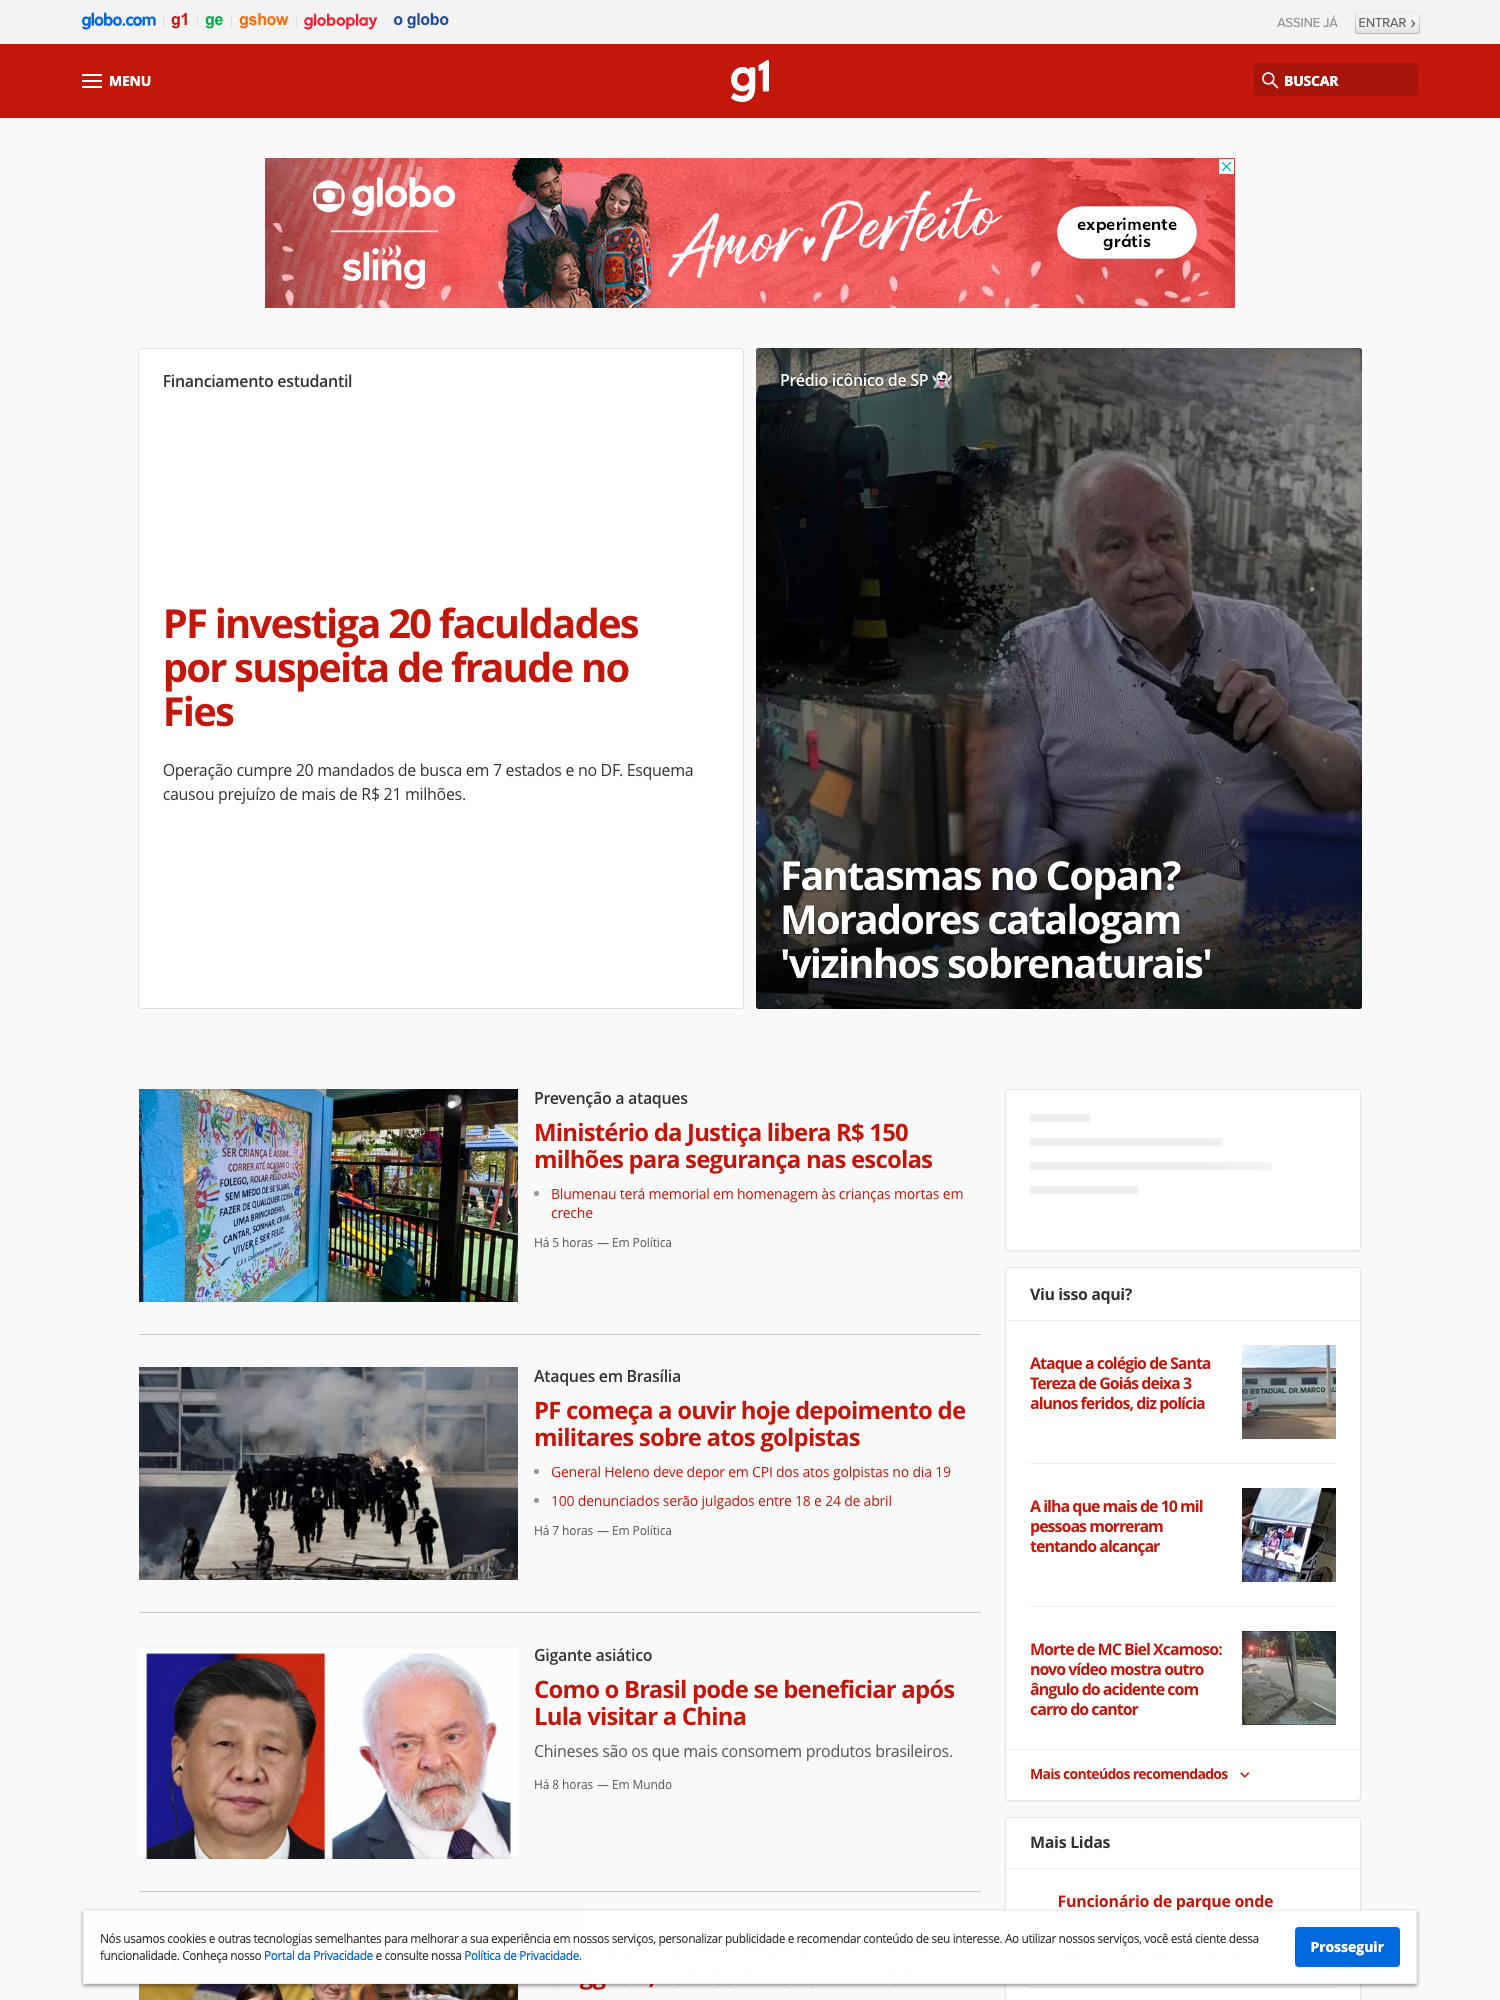 globo.com g1 ge gshow globoplay o globo ASSINE JÁ ENTRAR ›
MENU g1 BUSCAR
globo
sling
Amor Perfeito
experimente
grátis
Financiamento estudantil
PF investiga 20 faculdades
por suspeita de fraude no
Fies
Operação cumpre 20 mandados de busca em 7 estados e no DF. Esquema
causou prejuízo de mais de R$ 21 milhões.
Prédio icônico de SP 👻
Fantasmas no Copan?
Moradores catalogam
'vizinhos sobrenaturais'
SER CRIANÇA É ASSIM...
CORRER ATÉ ACABAR O
FOLEGO, ROLAR PELO CHÃO
SEM MEDO DE SE SUJAR,
FAZER DE QUALQUER COISA
UMA BRINCADEIRA,
CANTAR, SONHAR, CRIAR,
VIVER E SER FELIZ.
Prevenção a ataques
Ministério da Justiça libera R$ 150
milhões para segurança nas escolas
Blumenau terá memorial em homenagem às crianças mortas em
creche
Há 5 horas — Em Política
Ataques em Brasília
PF começa a ouvir hoje depoimento de
militares sobre atos golpistas
General Heleno deve depor em CPI dos atos golpistas no dia 19
100 denunciados serão julgados entre 18 e 24 de abril
Há 7 horas — Em Política
Gigante asiático
Como o Brasil pode se beneficiar após
Lula visitar a China
Chineses são os que mais consomem produtos brasileiros.
Há 8 horas — Em Mundo
Viu isso aqui?
Ataque a colégio de Santa
Tereza de Goiás deixa 3
alunos feridos, diz polícia
O ESTADUAL DR. MARCO AU
A ilha que mais de 10 mil
pessoas morreram
tentando alcançar
Morte de MC Biel Xcamoso:
novo vídeo mostra outro
ângulo do acidente com
carro do cantor
Mais conteúdos recomendados
Mais Lidas
Funcionário de parque onde
Nós usamos cookies e outras tecnologias semelhantes para melhorar a sua experiência em nossos serviços, personalizar publicidade e recomendar conteúdo de seu interesse. Ao utilizar nossos serviços, você está ciente dessa
funcionalidade. Conheça nosso Portal da Privacidade e consulte nossa Política de Privacidade.
Prosseguir